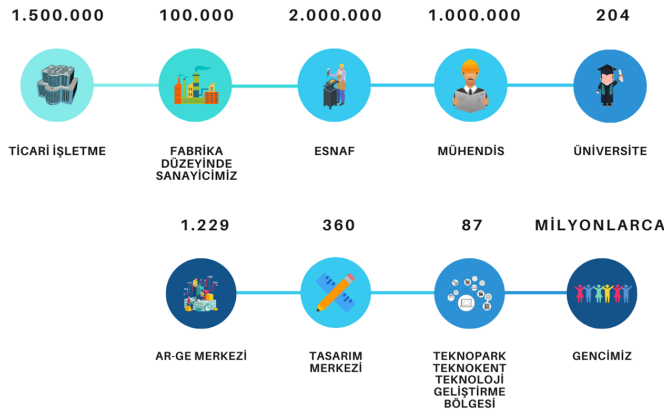 1.500.000
100.000
2.000.000
1.000.000
204
TİCARİ İŞLETME
FABRİKA
DÜZEYİNDE
SANAYİCİMİZ
ESNAF
MÜHENDİS
ÜNİVERSİTE
1.229
360
87
MİLYONLARCA
AR-GE MERKEZİ
TASARIM
MERKEZİ
TEKNOPARK
TEKNOKENT
TEKNOLOJİ
GELİŞTİRME
BÖLGESİ
GENCİMİZ